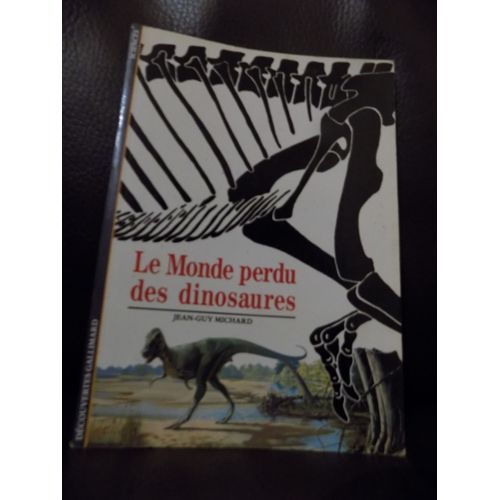 Le Monde perdu
des dinosaures
JEAN-GUY MICHARD
DÉCOUVERTES GALLIMARD